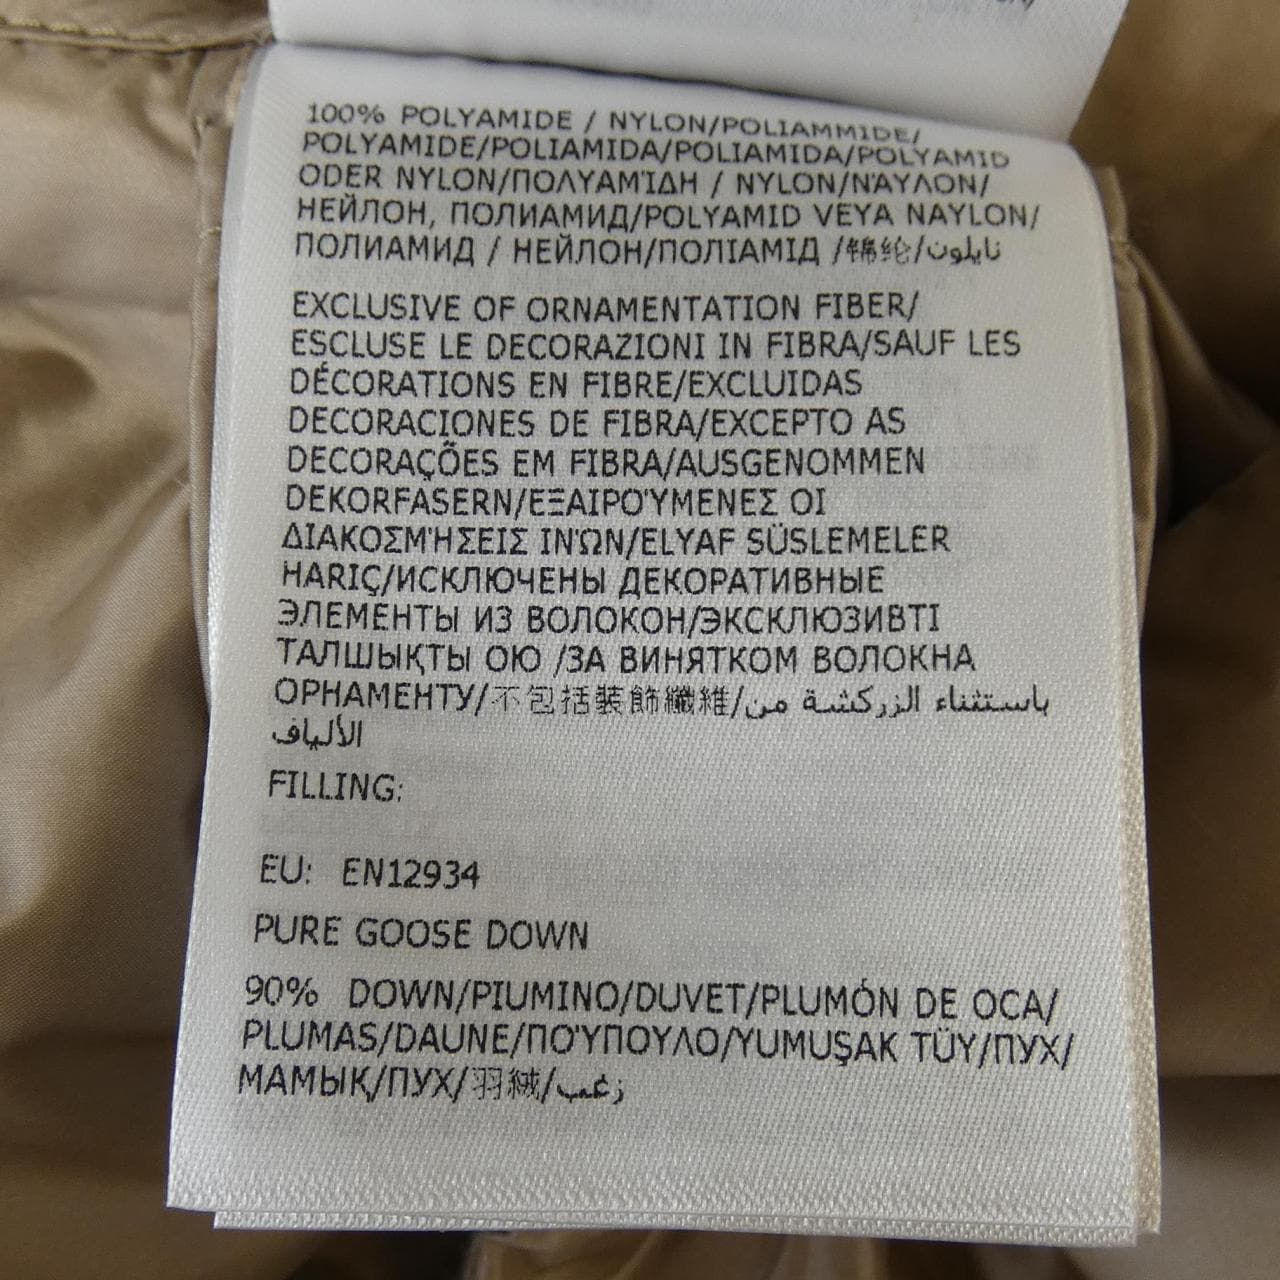 100% POLYAMIDE / NYLON/POLIAMMIDE/
POLYAMIDE/POLIAMIDA/POLIAMIDA/POLYAMID
ODER NYLON/ΠΟΛΥΑΜΊΔΗ / NYLON/ΝΆΥΛΟΝ/
НЕЙЛОН, ПОЛИАМИД/POLYAMID VEYA NAYLON/
ПОЛИАМИД / НЕЙЛОН/ПОЛІАМІД /锦纶/نايلون
EXCLUSIVE OF ORNAMENTATION FIBER/
ESCLUSE LE DECORAZIONI IN FIBRA/SAUF LES
DÉCORATIONS EN FIBRE/EXCLUIDAS
DECORACIONES DE FIBRA/EXCEPTO AS
DECORAÇÕES EM FIBRA/AUSGENOMMEN
DEKORFASERN/ΕΞΑΙΡΟΎΜΕΝΕΣ ΟΙ
ΔΙΑΚΟΣΜΉΣΕΙΣ ΙΝΏΝ/ELYAF SÜSLEMELER
HARIÇ/ИСКЛЮЧЕНЫ ДЕКОРАТИВНЫЕ
ЭЛЕМЕНТЫ ИЗ ВОЛОКОН/ЭКСКЛЮЗИВТІ
ТАЛШЫҚТЫ ОЮ /ЗА ВИНЯТКОМ ВОЛОКНА
ОРНАМЕНТУ/不包括裝飾纖維/باستثناء الزركشة من
الألياف
FILLING:
EU: EN12934
PURE GOOSE DOWN
90% DOWN/PIUMINO/DUVET/PLUMÓN DE OCA/
PLUMAS/DAUNE/ΠΟΎΠΟΥΛΟ/YUMUŞAK TÜY/ПУХ/
МАМЫҚ/ПУХ/羽絨/زغب